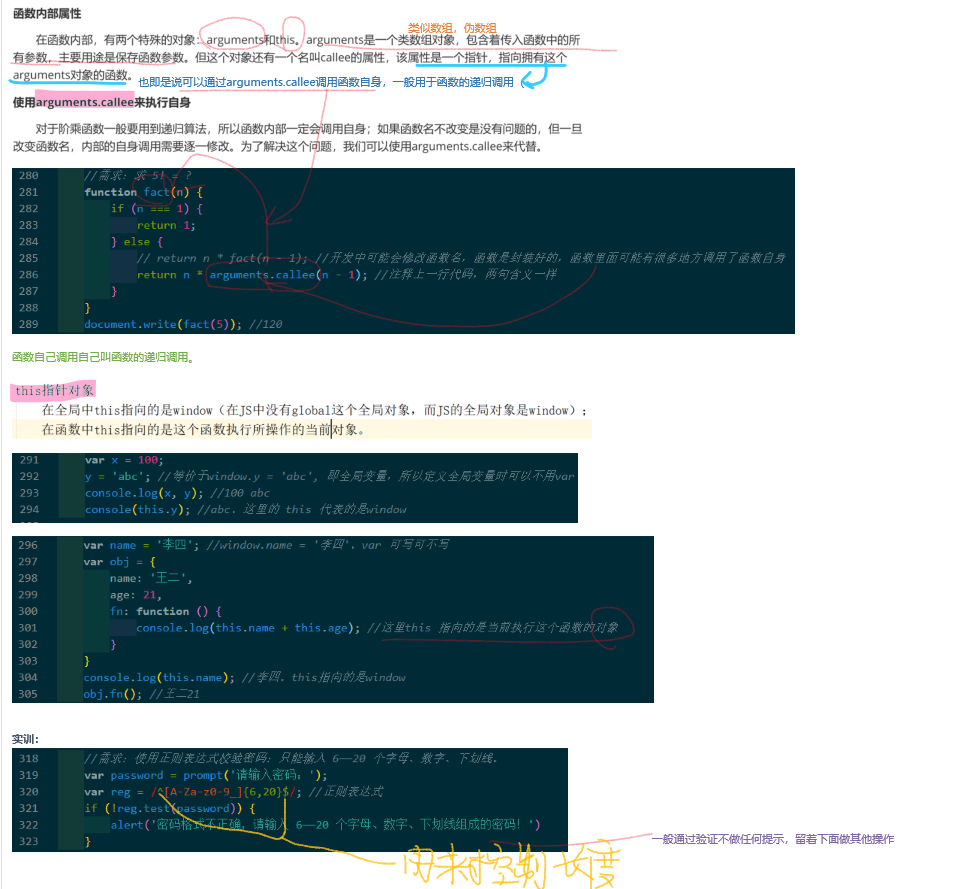 函数内部属性
类似数组，伪数组
在函数内部，有两个特殊的对象：arguments和this。arguments是一个类数组对象，包含着传入函数中的所
有参数，主要用途是保存函数参数。但这个对象还有一个名叫callee的属性，该属性是一个指针，指向拥有这个
arguments对象的函数。
也即是说可以通过arguments.callee调用函数自身，一般用于函数的递归调用（
使用arguments.callee来执行自身
对于阶乘函数一般要用到递归算法，所以函数内部一定会调用自身；如果函数名不改变是没有问题的，但一旦
改变函数名，内部的自身调用需要逐一修改。为了解决这个问题，我们可以使用arguments.callee来代替。
280 //需求：求 5! = ?
281 function fact(n) {
282 if (n === 1) {
283 return 1;
284 } else {
285 // return n * fact(n - 1); //开发中可能会修改函数名，函数是封装好的，函数里面可能有很多地方调用了函数自身
286 return n * arguments.callee(n - 1); //注释上一行代码，两句含义一样
287 }
288 }
289 document.write(fact(5)); //120
函数自己调用自己叫函数的递归调用。
this指针对象
在全局中this指向的是window（在JS中没有global这个全局对象，而JS的全局对象是window）；
在函数中this指向的是这个函数执行所操作的当前对象。
291 var x = 100;
292 y = 'abc'; //等价于window.y = 'abc', 即全局变量，所以定义全局变量时可以不用var
293 console.log(x, y); //100 abc
294 console(this.y); //abc. 这里的 this 代表的是window
296 var name = '李四'; //window.name = '李四'. var 可写可不写
297 var obj = {
298 name: '王二',
299 age: 21,
300 fn: function () {
301 console.log(this.name + this.age); //这里this 指向的是当前执行这个函数的对象
302 }
303 }
304 console.log(this.name); //李四. this指向的是window
305 obj.fn(); //王二21
实训：
318 //需求：使用正则表达式校验密码：只能输入 6—20 个字母、数字、下划线。
319 var password = prompt('请输入密码：');
320 var reg = /^[A-Za-z0-9_]{6,20}$/; //正则表达式
321 if (!reg.test(password)) {
322 alert('密码格式不正确，请输入 6—20 个字母、数字、下划线组成的密码！')
323 }
一般通过验证不做任何提示，留着下面做其他操作
用来控制长度